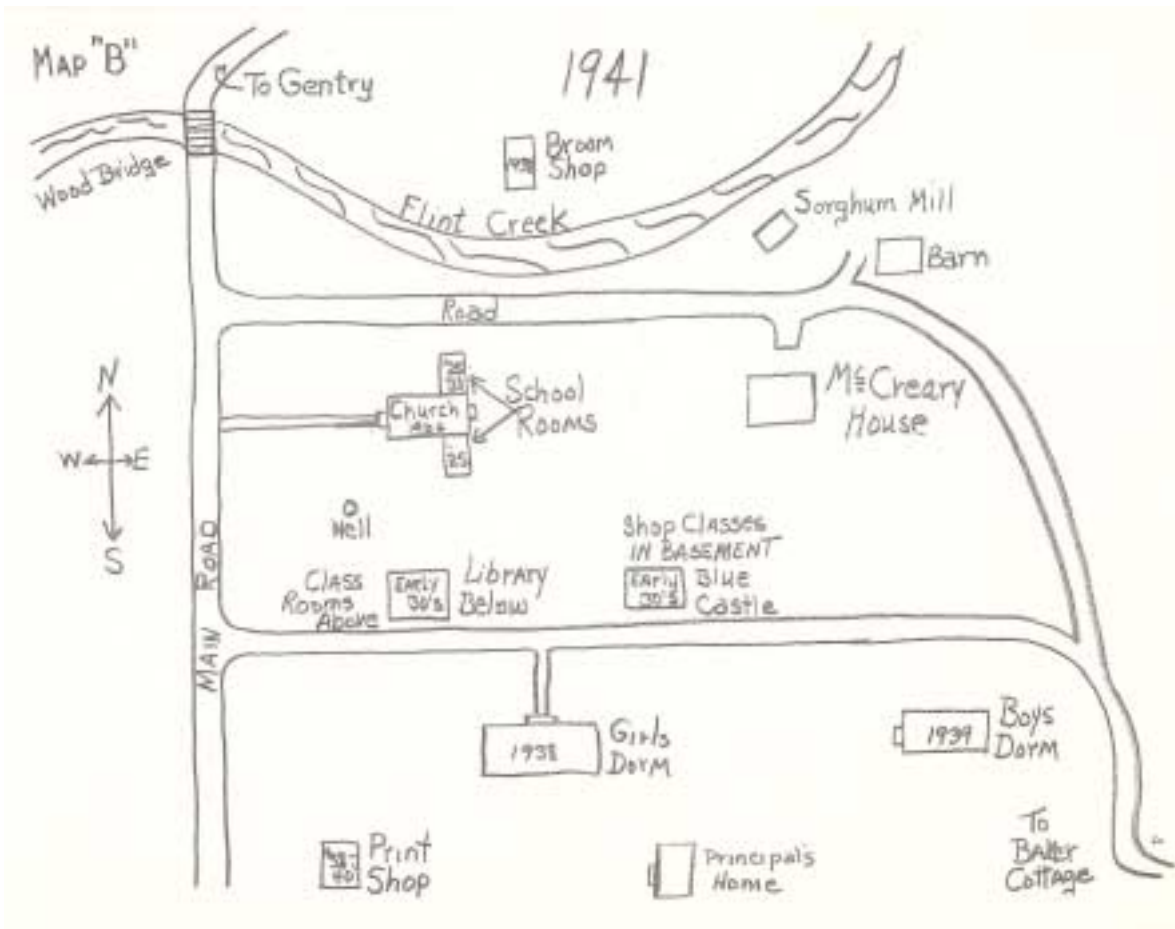 MAP "B"
1941
To Gentry
Wood Bridge
Broom
Shop
Flint Creek
Sorghum Mill
Barn
Road
N
W E
S
Church
School
Rooms
25
McCreary
House
Well
MAIN ROAD
Class
Rooms
Above
EARLY
30's
Library
Below
Shop Classes
IN BASEMENT
EARLY
30's
Blue
Castle
1938
Girls
Dorm
1939
Boys
Dorm
40
Print
Shop
Principal's
Home
To
Cottage